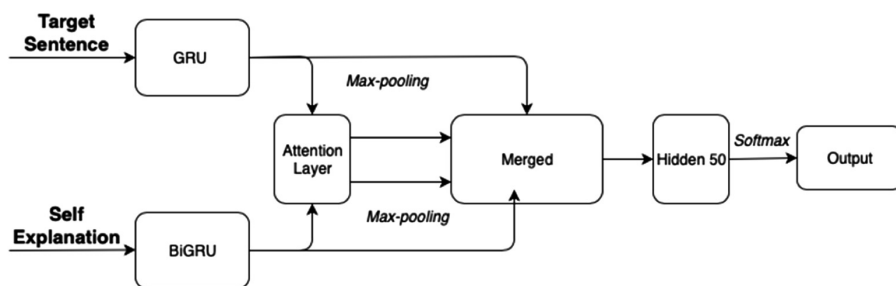 Target
Sentence
GRU
Max-pooling
Attention
Layer
Merged
Hidden 50
Softmax
Output
Max-pooling
Self
Explanation
BiGRU